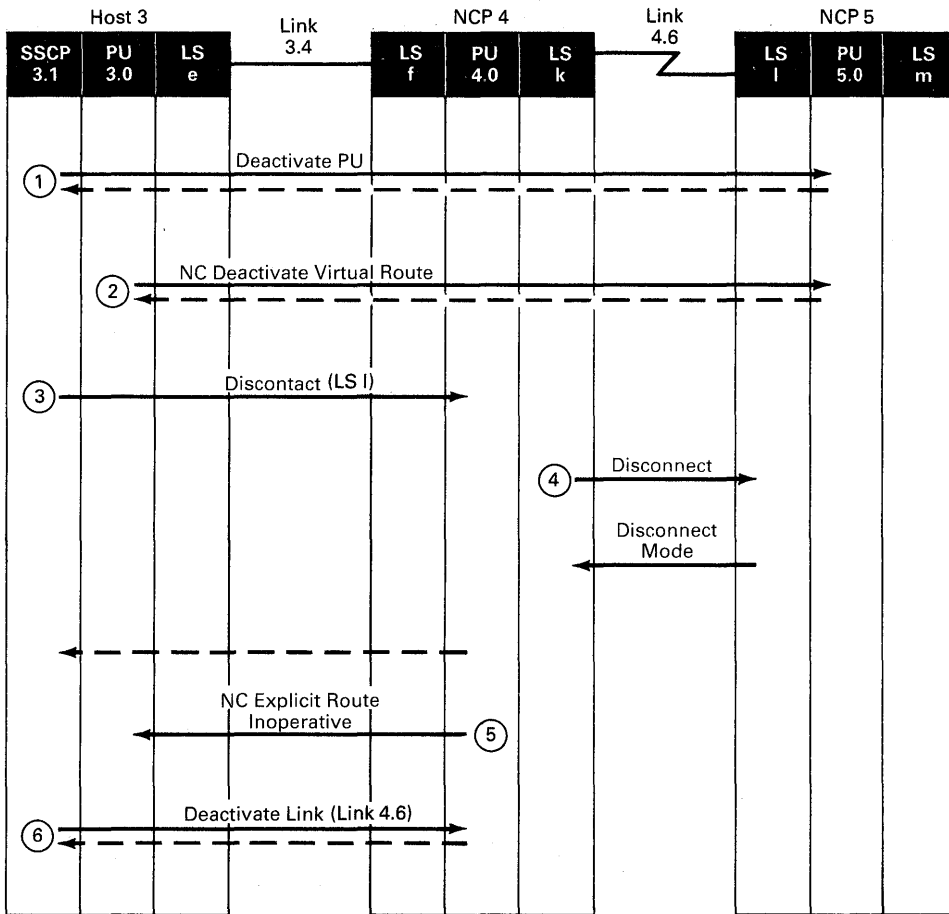 Host 3
Link
3.4
NCP 4
Link
4.6
NCP 5
SSCP
3.1
PU
3.0
LS
e
LS
f
PU
4.0
LS
k
LS
l
PU
5.0
LS
m
1
Deactivate PU
2
NC Deactivate Virtual Route
3
Discontact (LS l)
4
Disconnect
Disconnect
Mode
NC Explicit Route
Inoperative
5
6
Deactivate Link (Link 4.6)